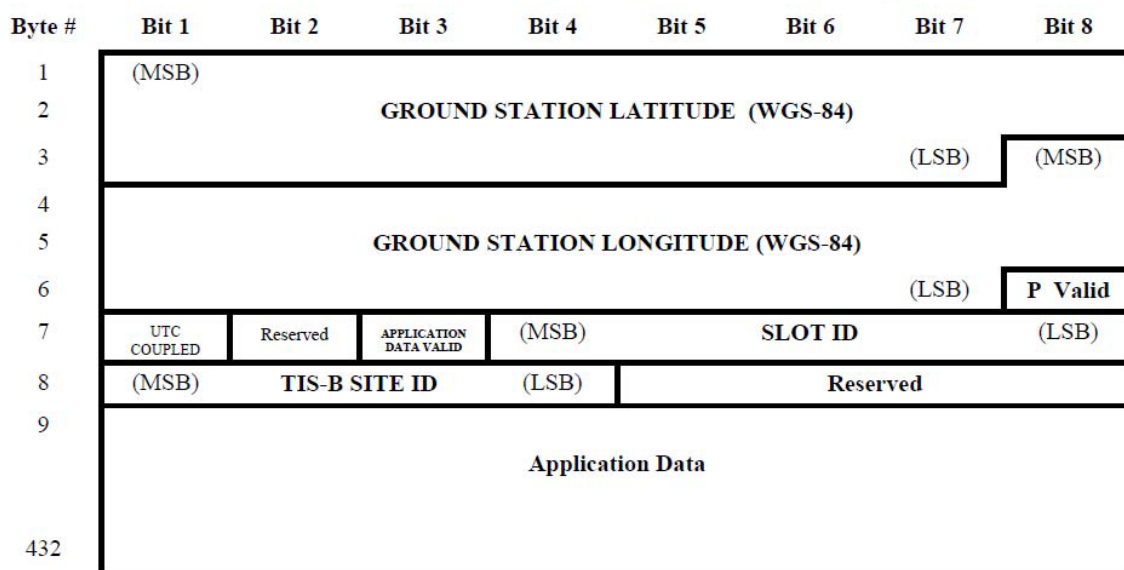 Byte # Bit 1 Bit 2 Bit 3 Bit 4 Bit 5 Bit 6 Bit 7 Bit 8
1 (MSB)
2 GROUND STATION LATITUDE (WGS-84)
3 (LSB) (MSB)
4
5 GROUND STATION LONGITUDE (WGS-84)
6 (LSB) P Valid
7 UTC COUPLED Reserved APPLICATION DATA VALID (MSB) SLOT ID (LSB)
8 (MSB) TIS-B SITE ID (LSB) Reserved
9
Application Data
432